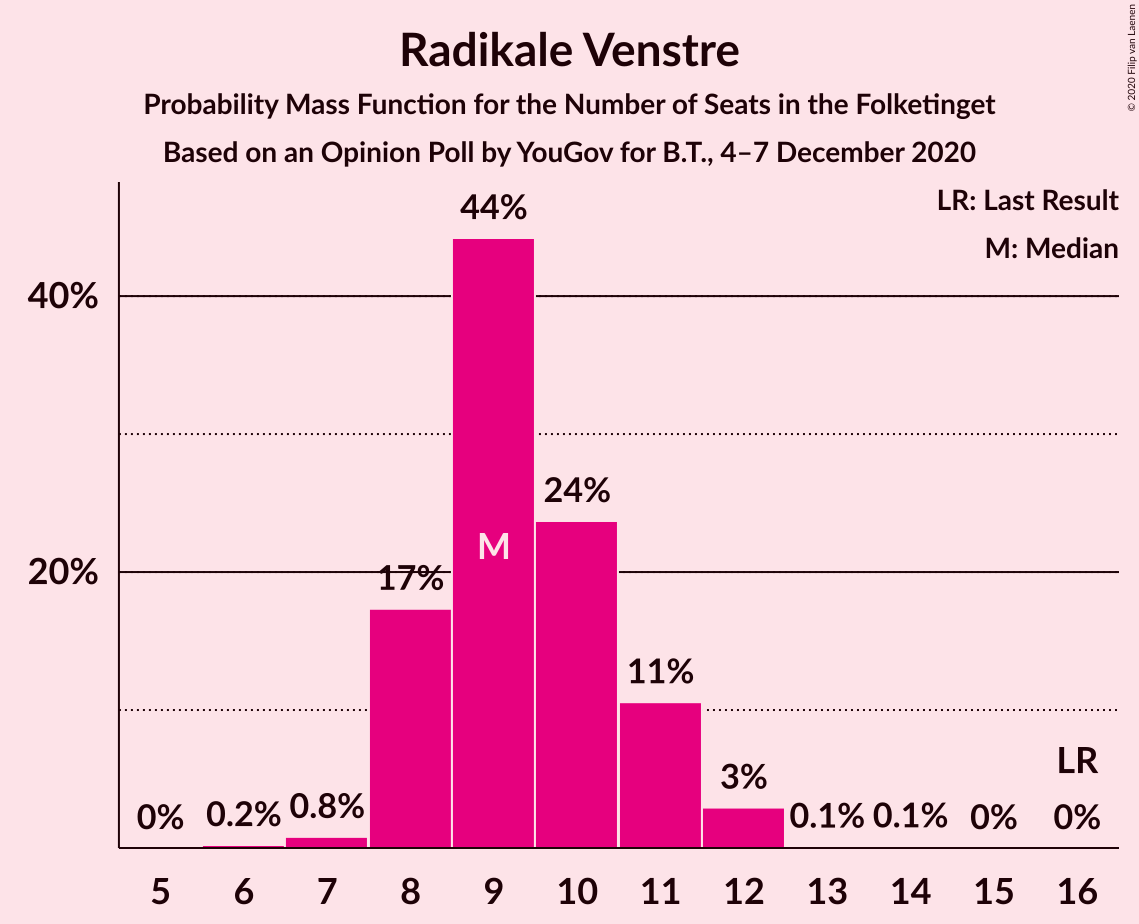 Radikale Venstre
Probability Mass Function for the Number of Seats in the Folketinget
Based on an Opinion Poll by YouGov for B.T., 4–7 December 2020
© 2020 Filip van Laenen
LR: Last Result
M: Median
44%
40%
24%
M
20%
17%
11%
LR
3%
0% 0.2% 0.8% 0.1% 0.1% 0% 0%
5 6 7 8 9 10 11 12 13 14 15 16